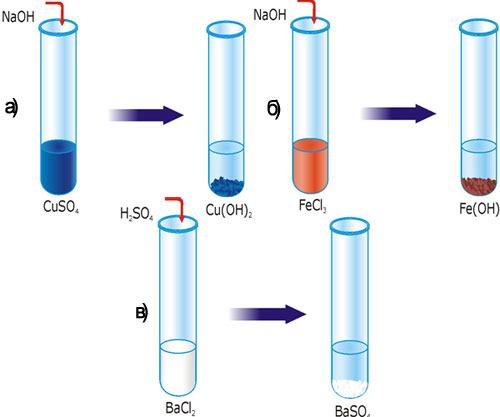 NaOH
NaOH
а)
б)
CuSO₄
Cu(OH)₂
FeCl₃
Fe(OH)
H₂SO₄
в)
BaCl₂
BaSO₄